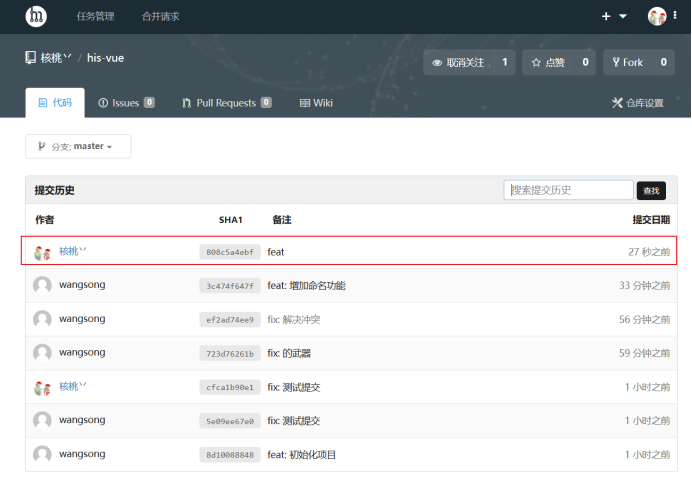 任务管理 合并请求
核桃丷 / his-vue
取消关注 1 点赞 0 Fork 0
代码 Issues 0 Pull Requests 0 Wiki 仓库设置
分支: master
提交历史 搜索提交历史 查找
作者 SHA1 备注 提交日期
核桃丷 808c5a4ebf feat 27 秒之前
wangsong 3c474f647f feat: 增加命名功能 33 分钟之前
wangsong ef2ad74ee9 fix: 解决冲突 56 分钟之前
wangsong 723d76261b fix: 的武器 59 分钟之前
核桃丷 cfca1b90e1 fix: 测试提交 1 小时之前
wangsong 5e09ee67e0 fix: 测试提交 1 小时之前
wangsong 8d10088848 feat: 初始化项目 1 小时之前